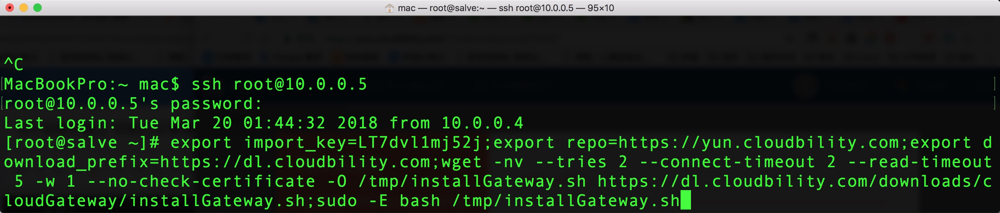 mac — root@salve:~ — ssh root@10.0.0.5 — 95×10
^C
[MacBookPro:~ mac$ ssh root@10.0.0.5 ]
[root@10.0.0.5's password: ]
Last login: Tue Mar 20 01:44:32 2018 from 10.0.0.4
[root@salve ~]# export import_key=LT7dvl1mj52j;export repo=https://yun.cloudbility.com;export d
ownload_prefix=https://dl.cloudbility.com;wget -nv --tries 2 --connect-timeout 2 --read-timeout
 5 -w 1 --no-check-certificate -O /tmp/installGateway.sh https://dl.cloudbility.com/downloads/c
loudGateway/installGateway.sh;sudo -E bash /tmp/installGateway.sh